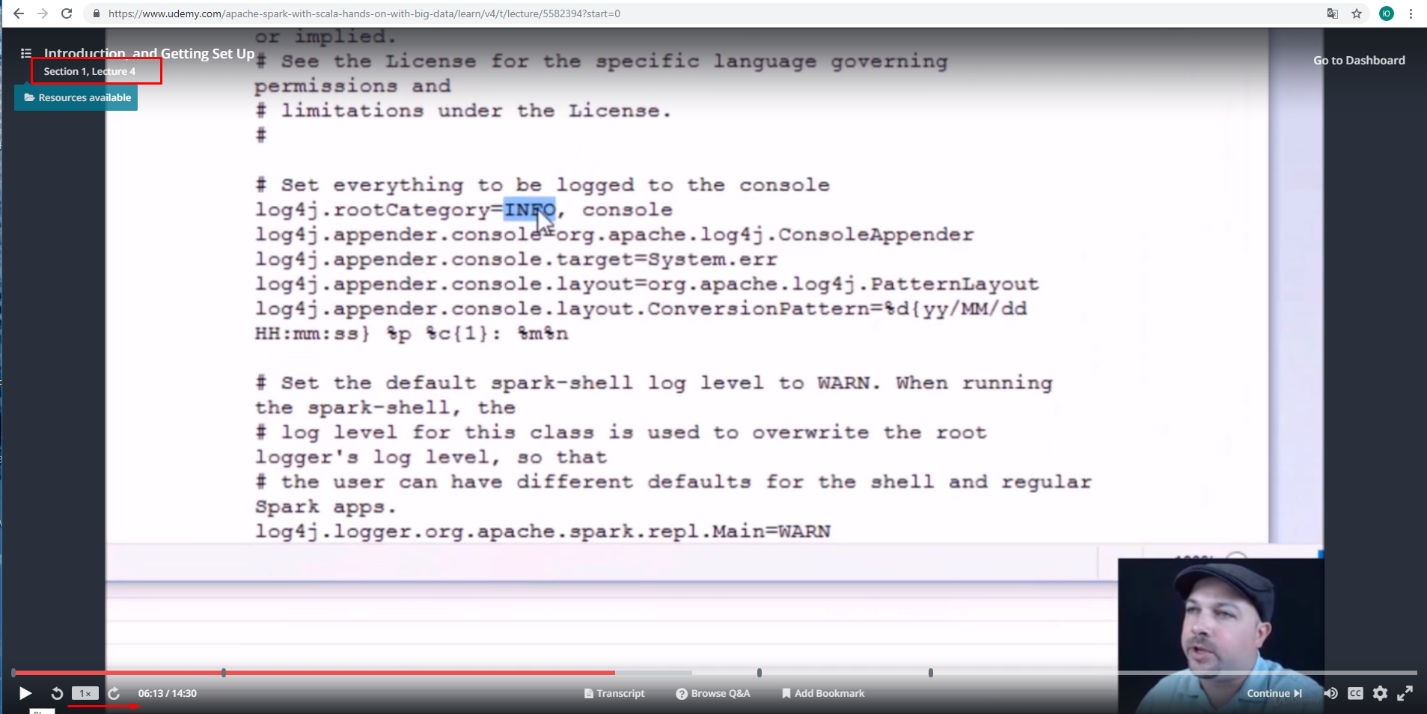 https://www.udemy.com/apache-spark-with-scala-hands-on-with-big-data/learn/v4/t/lecture/5582394?start=0
Ю
Introduction, and Getting Set Up
Go to Dashboard
Section 1, Lecture 4
Resources available
or implied.
# See the License for the specific language governing
permissions and
# limitations under the License.
#
# Set everything to be logged to the console
log4j.rootCategory=INFO, console
log4j.appender.console=org.apache.log4j.ConsoleAppender
log4j.appender.console.target=System.err
log4j.appender.console.layout=org.apache.log4j.PatternLayout
log4j.appender.console.layout.ConversionPattern=%d{yy/MM/dd
HH:mm:ss} %p %c{1}: %m%n
# Set the default spark-shell log level to WARN. When running
the spark-shell, the
# log level for this class is used to overwrite the root
logger's log level, so that
# the user can have different defaults for the shell and regular
Spark apps.
log4j.logger.org.apache.spark.repl.Main=WARN
1×
06:13 / 14:30
Transcript
Browse Q&A
Add Bookmark
Continue
CC